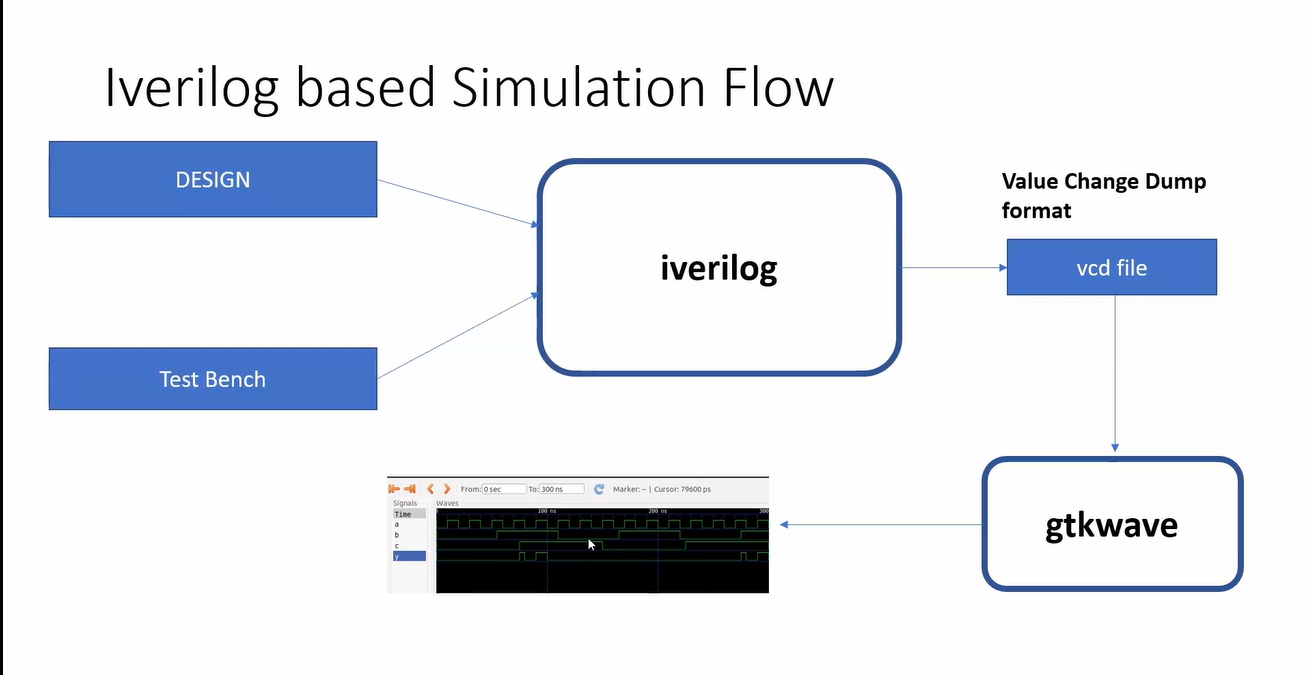 Iverilog based Simulation Flow
DESIGN
Test Bench
iverilog
Value Change Dump
format
vcd file
gtkwave
From: 0 sec To: 300 ns Marker: -- | Cursor: 79600 ps
Signals Waves
Time
100 ns 200 ns 300
a
b
c
y